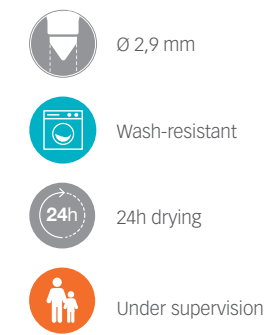 Ø 2,9 mm
Wash-resistant
24h
24h drying
Under supervision